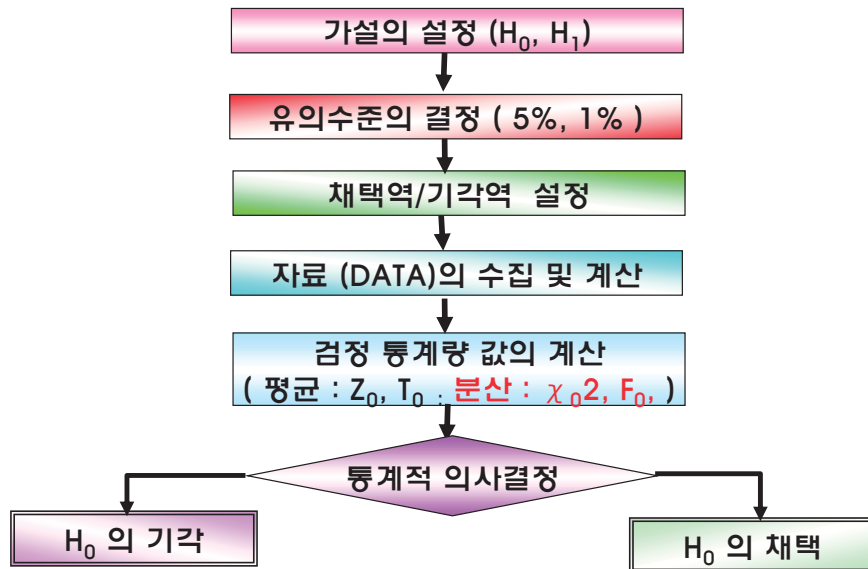 가설의 설정 (H₀, H₁)
유의수준의 결정 ( 5%, 1% )
채택역/기각역 설정
자료 (DATA)의 수집 및 계산
검정 통계량 값의 계산
( 평균 : Z₀, T₀ : 분산 : χ₀2, F₀, )
통계적 의사결정
H₀ 의 기각
H₀ 의 채택